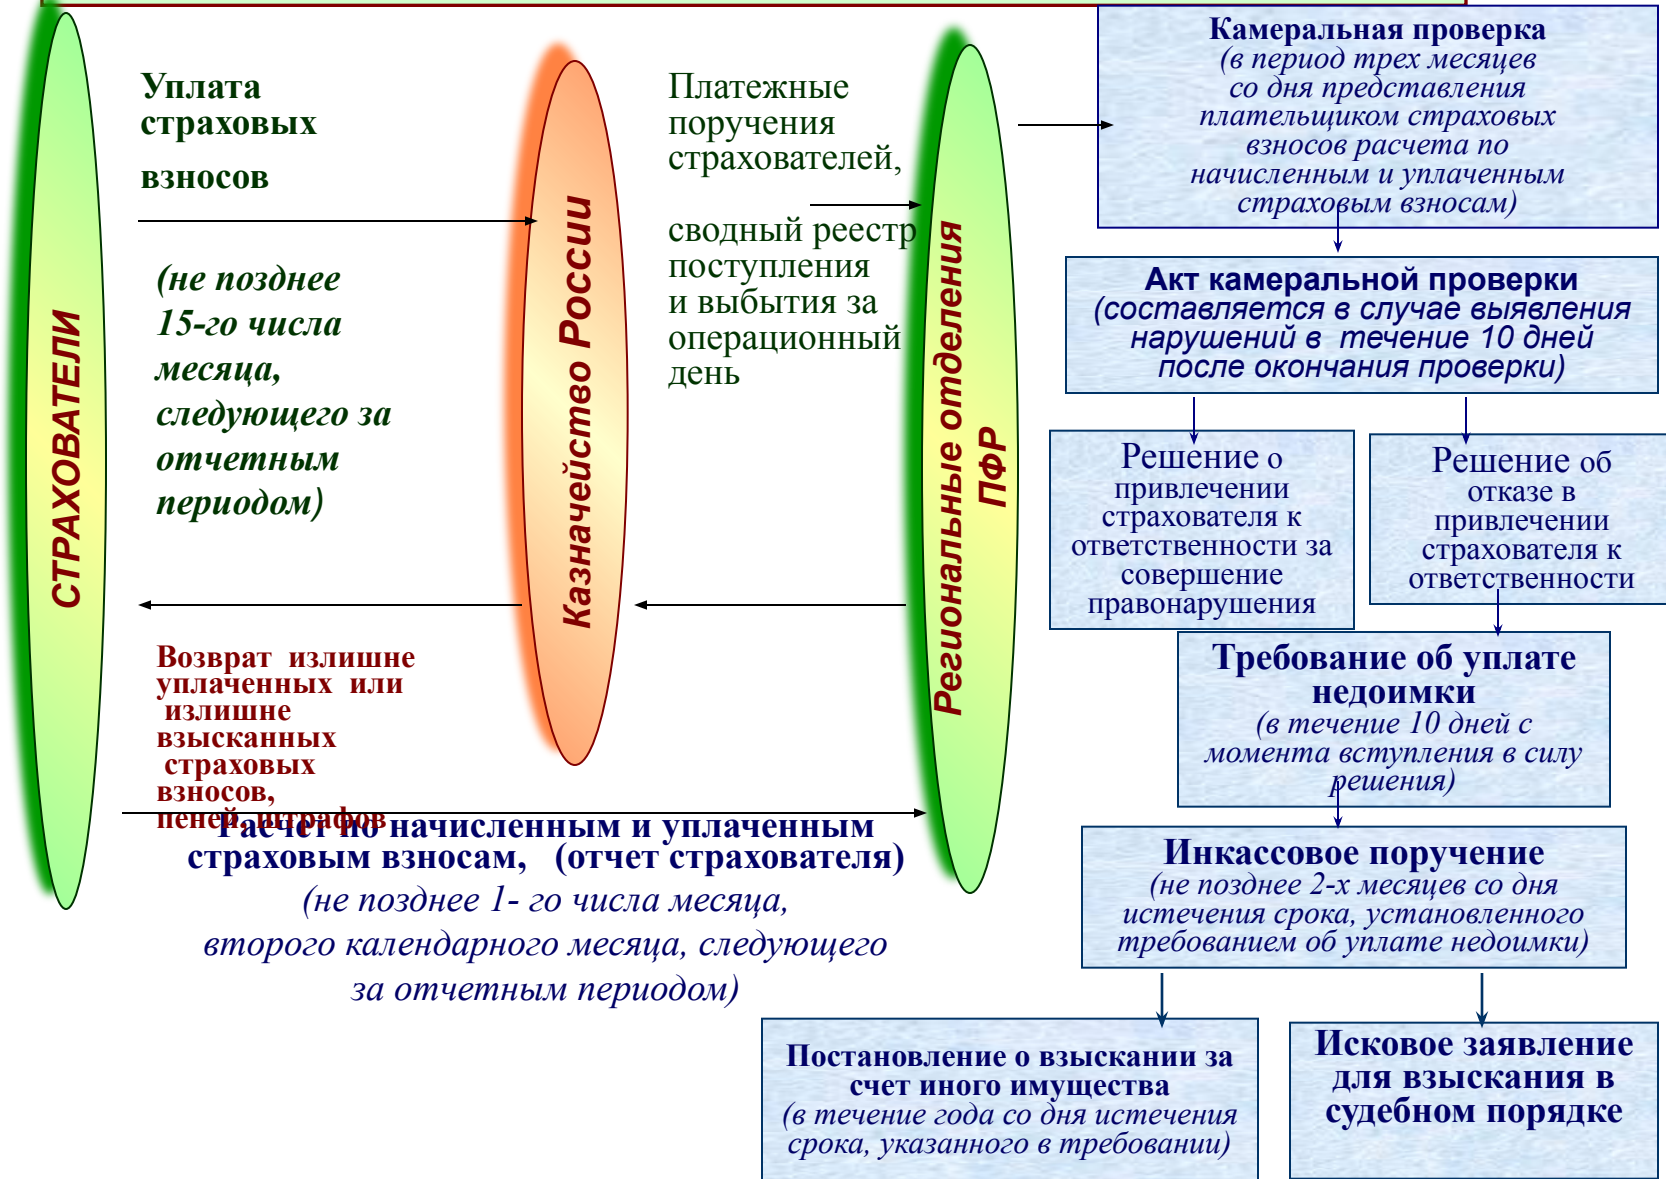 СТРАХОВАТЕЛИ
Уплата
страховых
взносов
(не позднее
15-го числа
месяца,
следующего за
отчетным
периодом)
Казначейство России
Платежные
поручения
страхователей,
сводный реестр
поступления
и выбытия за
операционный
день
Региональные отделения
ПФР
Возврат излишне
уплаченных или
излишне
взысканных
страховых
взносов,
пеней, штрафов
Расчет по начисленным и уплаченным
страховым взносам, (отчет страхователя)
(не позднее 1- го числа месяца,
второго календарного месяца, следующего
за отчетным периодом)
Камеральная проверка
(в период трех месяцев
со дня представления
плательщиком страховых
взносов расчета по
начисленным и уплаченным
страховым взносам)
Акт камеральной проверки
(составляется в случае выявления
нарушений в течение 10 дней
после окончания проверки)
Решение о
привлечении
страхователя к
ответственности за
совершение
правонарушения
Решение об
отказе в
привлечении
страхователя к
ответственности
Требование об уплате
недоимки
(в течение 10 дней с
момента вступления в силу
решения)
Инкассовое поручение
(не позднее 2-х месяцев со дня
истечения срока, установленного
требованием об уплате недоимки)
Постановление о взыскании за
счет иного имущества
(в течение года со дня истечения
срока, указанного в требовании)
Исковое заявление
для взыскания в
судебном порядке